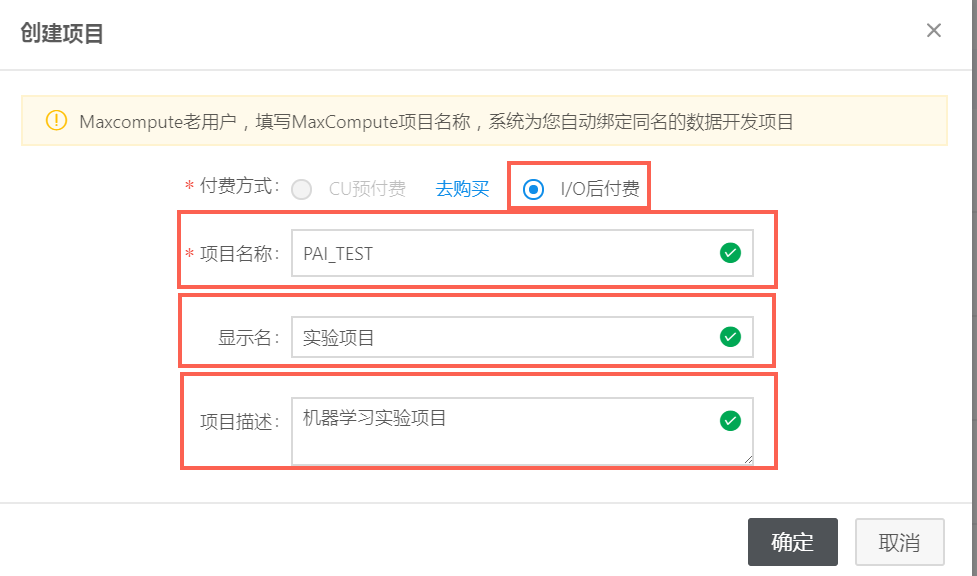 创建项目
Maxcompute老用户，填写MaxCompute项目名称，系统为您自动绑定同名的数据开发项目
* 付费方式： CU预付费 去购买 I/O后付费
* 项目名称： PAI_TEST
显示名： 实验项目
项目描述： 机器学习实验项目
确定 取消